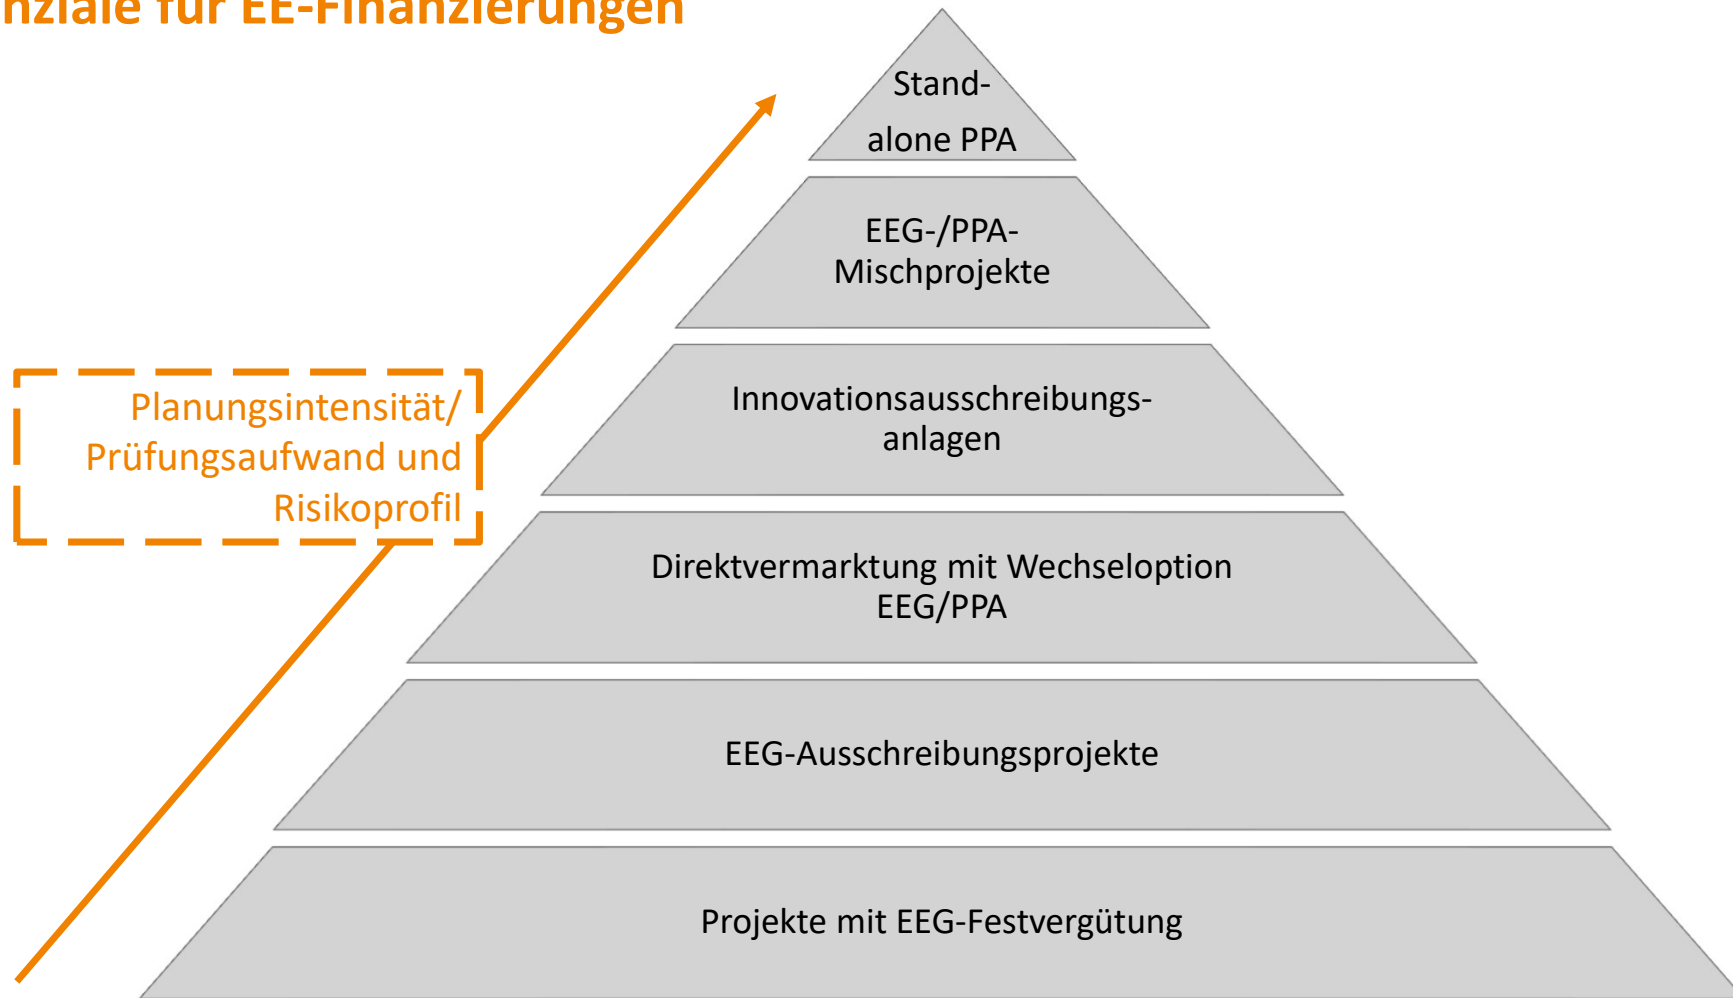 nziale für EE-Finanzierungen
Stand-
alone PPA
EEG-/PPA-
Mischprojekte
Innovationsausschreibungs-
anlagen
Planungsintensität/
Prüfungsaufwand und
Risikoprofil
Direktvermarktung mit Wechseloption
EEG/PPA
EEG-Ausschreibungsprojekte
Projekte mit EEG-Festvergütung